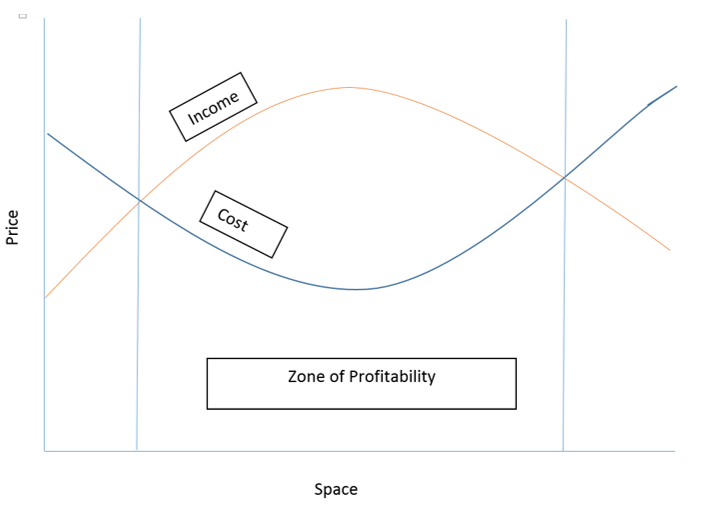 Income
Cost
Price
Zone of Profitability
Space